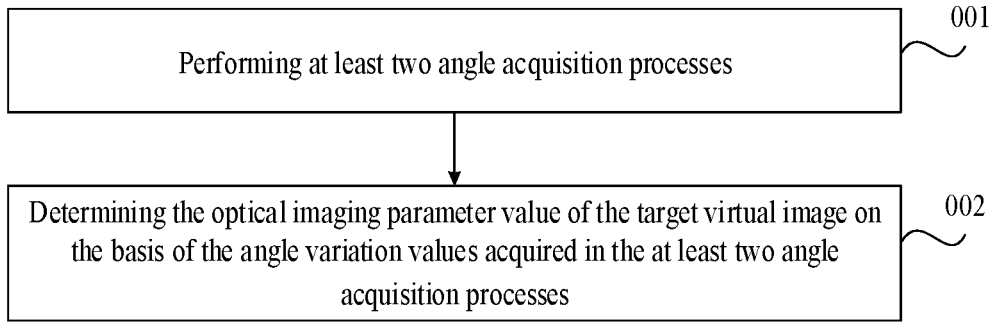 001
Performing at least two angle acquisition processes
002
Determining the optical imaging parameter value of the target virtual image on
the basis of the angle variation values acquired in the at least two angle
acquisition processes